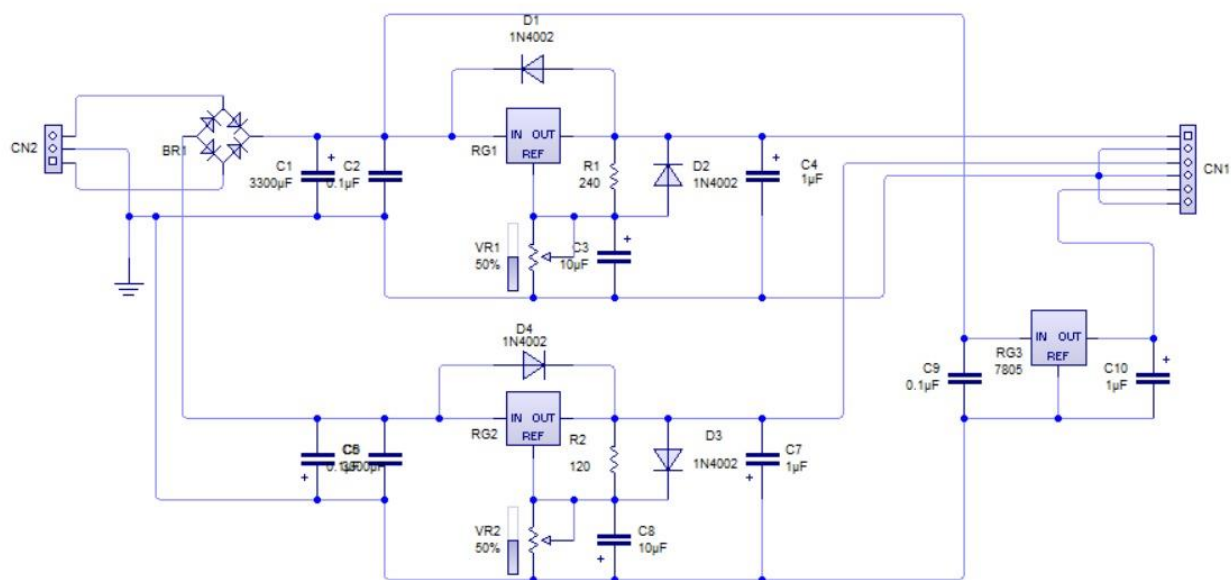 D1
1N4002
CN2
BR1
C1
3300µF
C2
0.1µF
IN OUT
REF
RG1
R1
240
D2
1N4002
C4
1µF
CN1
VR1
50%
C3
10µF
D4
1N4002
IN OUT
REF
RG3
7805
C9
0.1µF
C10
1µF
IN OUT
REF
RG2
R2
120
D3
1N4002
C7
1µF
VR2
50%
C8
10µF